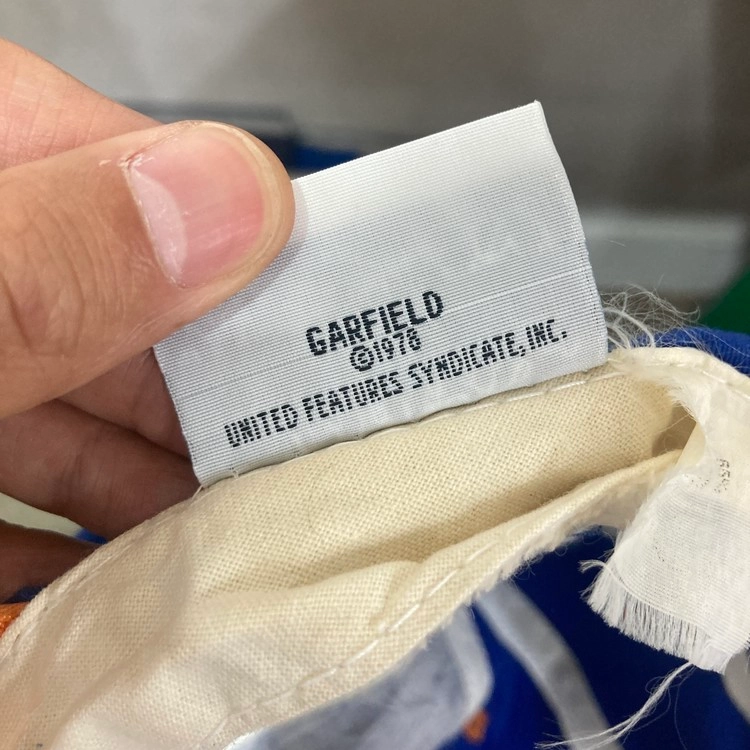 GARFIELD
©1978
UNITED FEATURES SYNDICATE, INC.